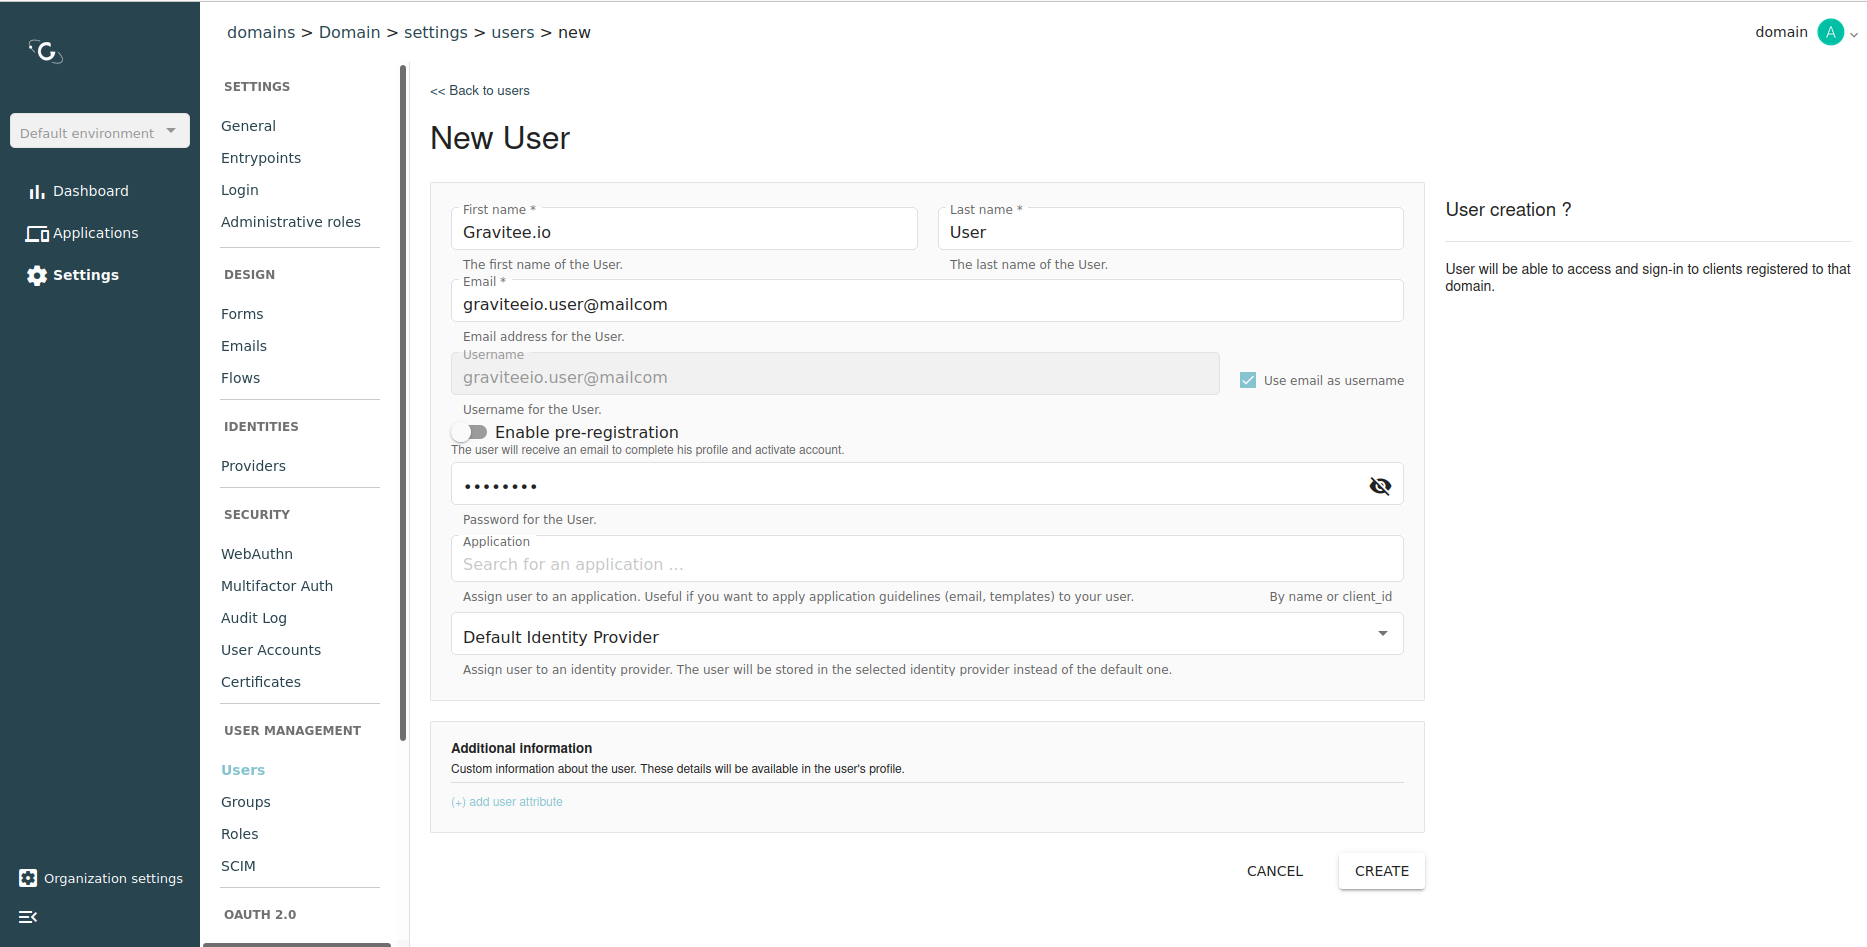 domains > Domain > settings > users > new
domain
A
Default environment
Dashboard
Applications
Settings
Organization settings
SETTINGS
General
Entrypoints
Login
Administrative roles
DESIGN
Forms
Emails
Flows
IDENTITIES
Providers
SECURITY
WebAuthn
Multifactor Auth
Audit Log
User Accounts
Certificates
USER MANAGEMENT
Users
Groups
Roles
SCIM
OAUTH 2.0
<< Back to users
New User
First name *
Gravitee.io
The first name of the User.
Last name *
User
The last name of the User.
Email *
graviteeio.user@mailcom
Email address for the User.
Username
graviteeio.user@mailcom
Use email as username
Username for the User.
Enable pre-registration
The user will receive an email to complete his profile and activate account.
••••••••
Password for the User.
Application
Search for an application ...
Assign user to an application. Useful if you want to apply application guidelines (email, templates) to your user.
By name or client_id
Default Identity Provider
Assign user to an identity provider. The user will be stored in the selected identity provider instead of the default one.
Additional information
Custom information about the user. These details will be available in the user's profile.
(+) add user attribute
CANCEL
CREATE
User creation ?
User will be able to access and sign-in to clients registered to that
domain.